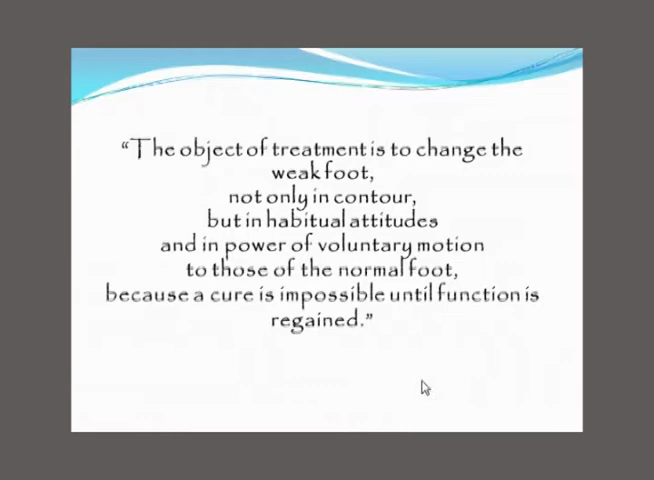 “The object of treatment is to change the
weak foot,
not only in contour,
but in habitual attitudes
and in power of voluntary motion
to those of the normal foot,
because a cure is impossible until function is
regained.”